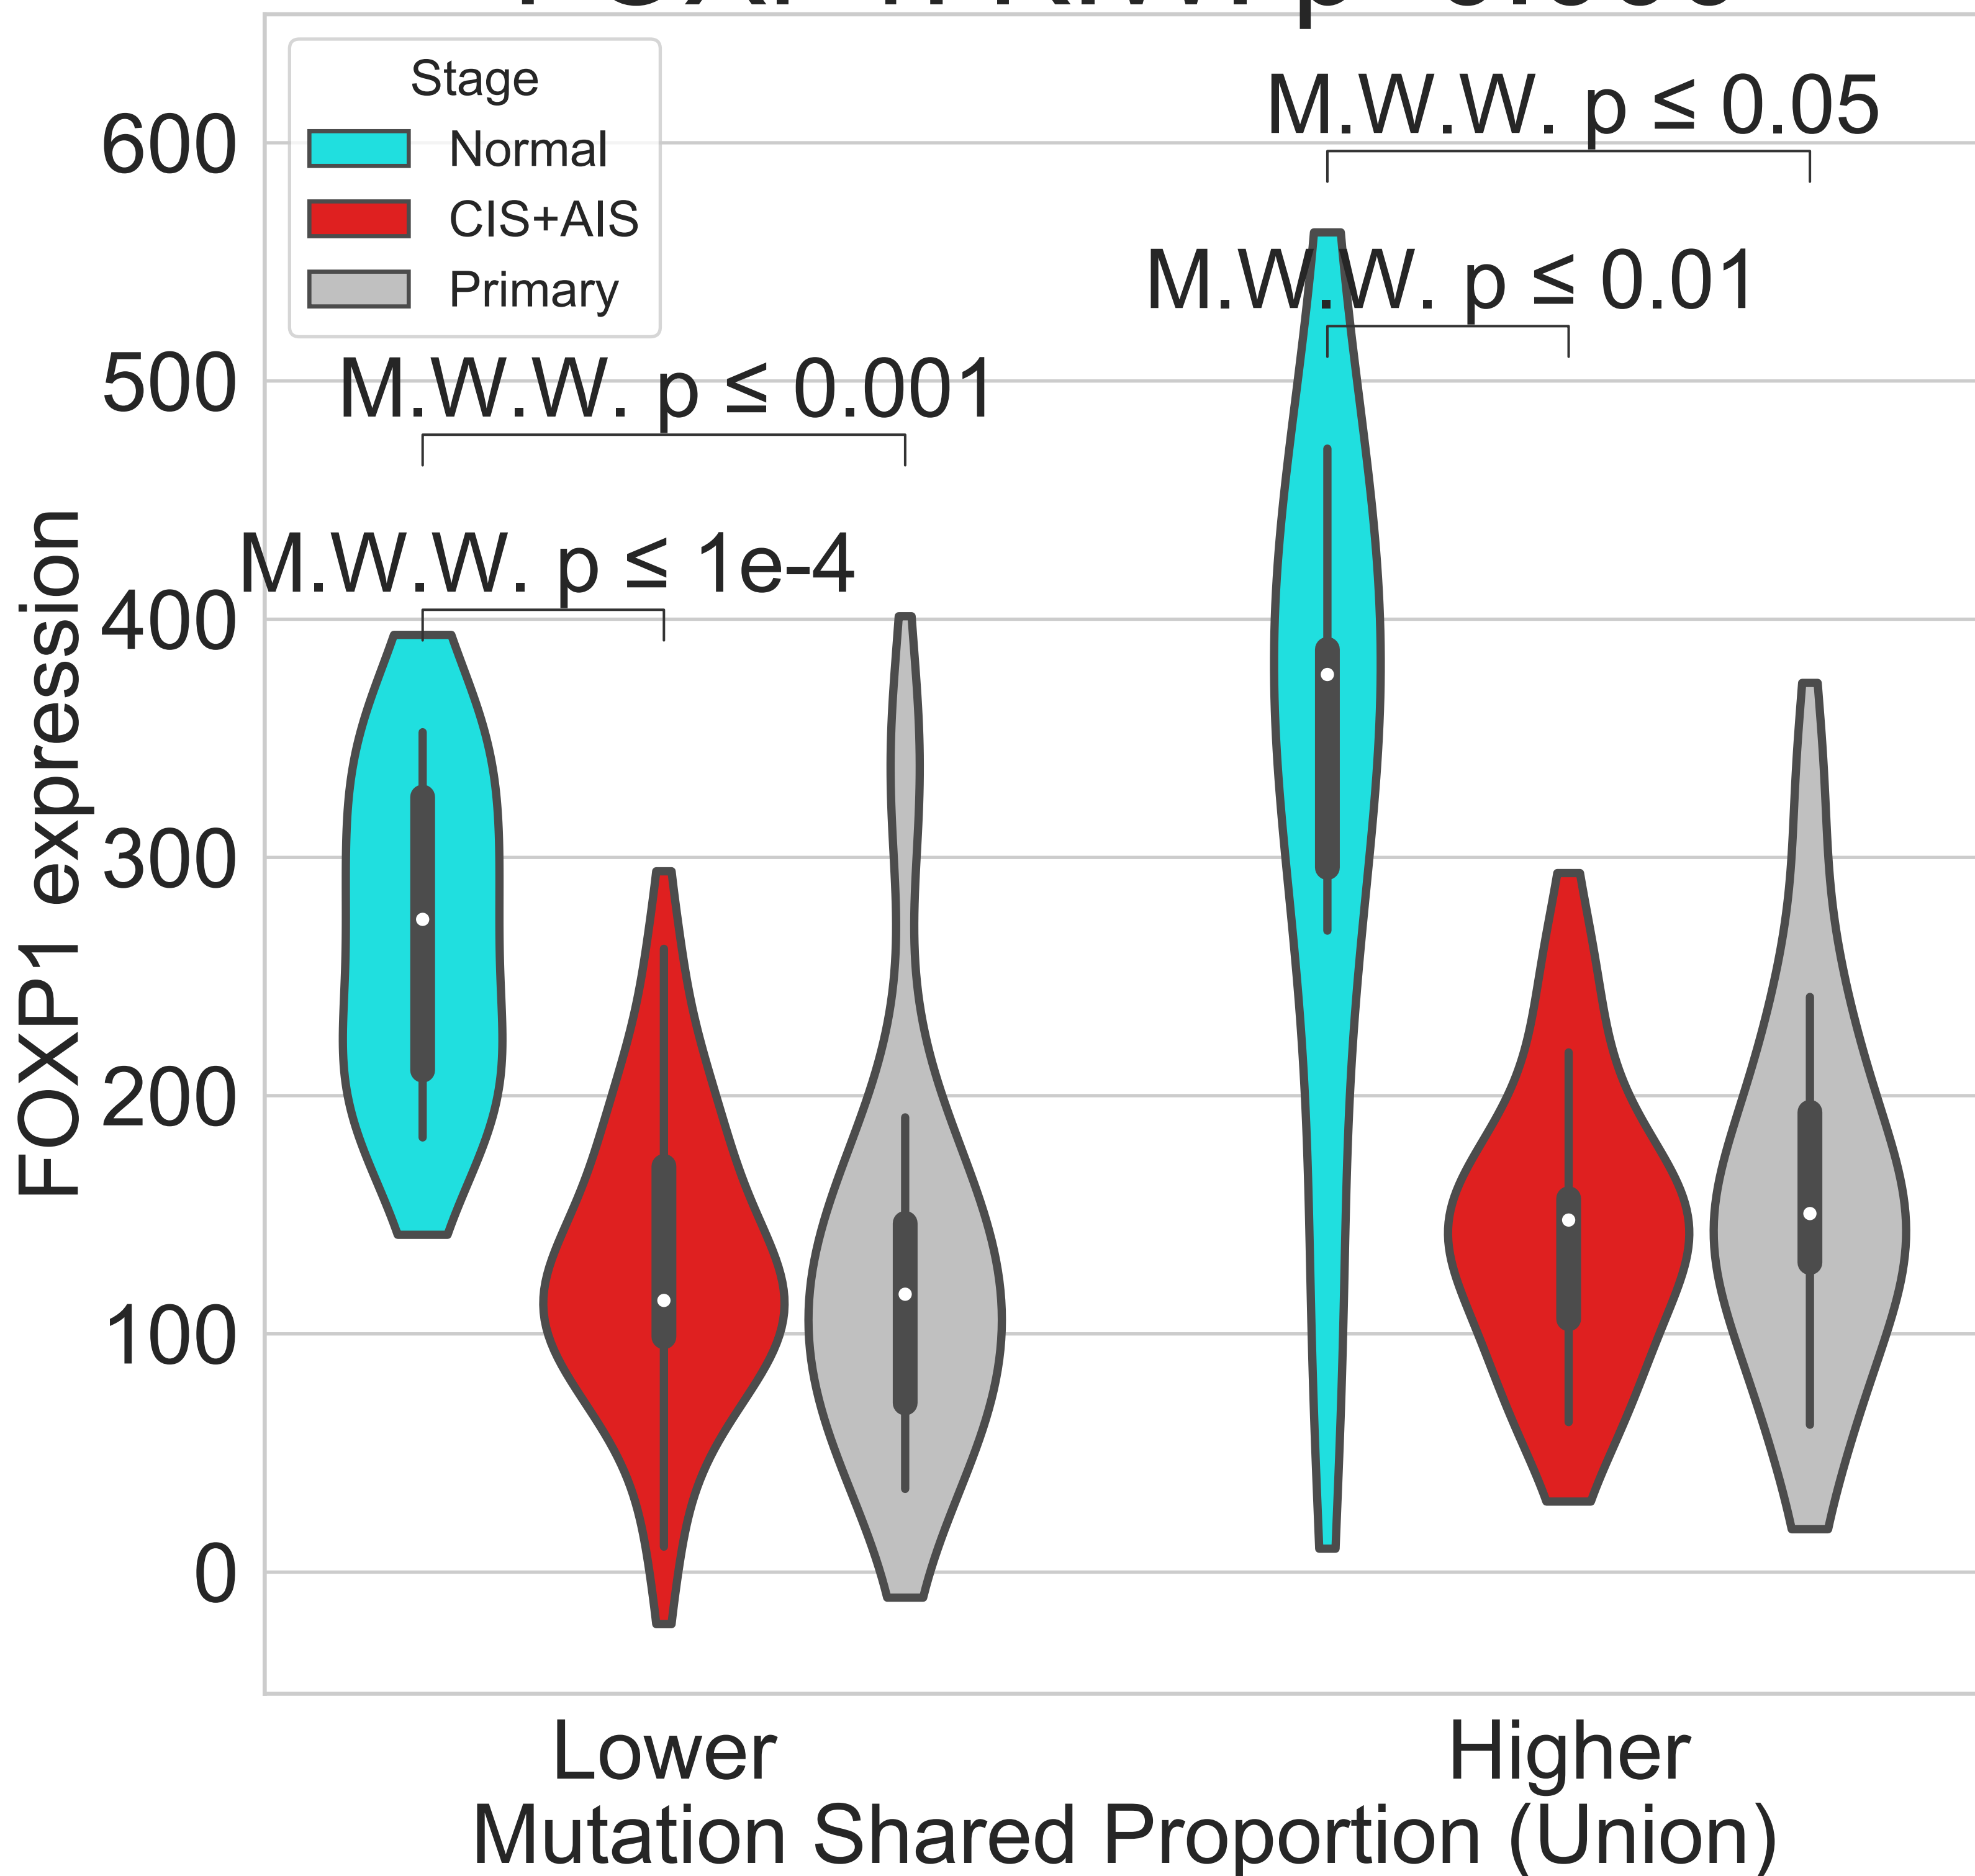 Stage
Normal
CIS+AIS
Primary
M.W.W. p ≤ 0.05
M.W.W. p ≤ 0.01
M.W.W. p ≤ 0.001
M.W.W. p ≤ 1e-4
600
500
400
300
200
100
0
FOXP1 expression
Lower
Higher
Mutation Shared Proportion (Union)